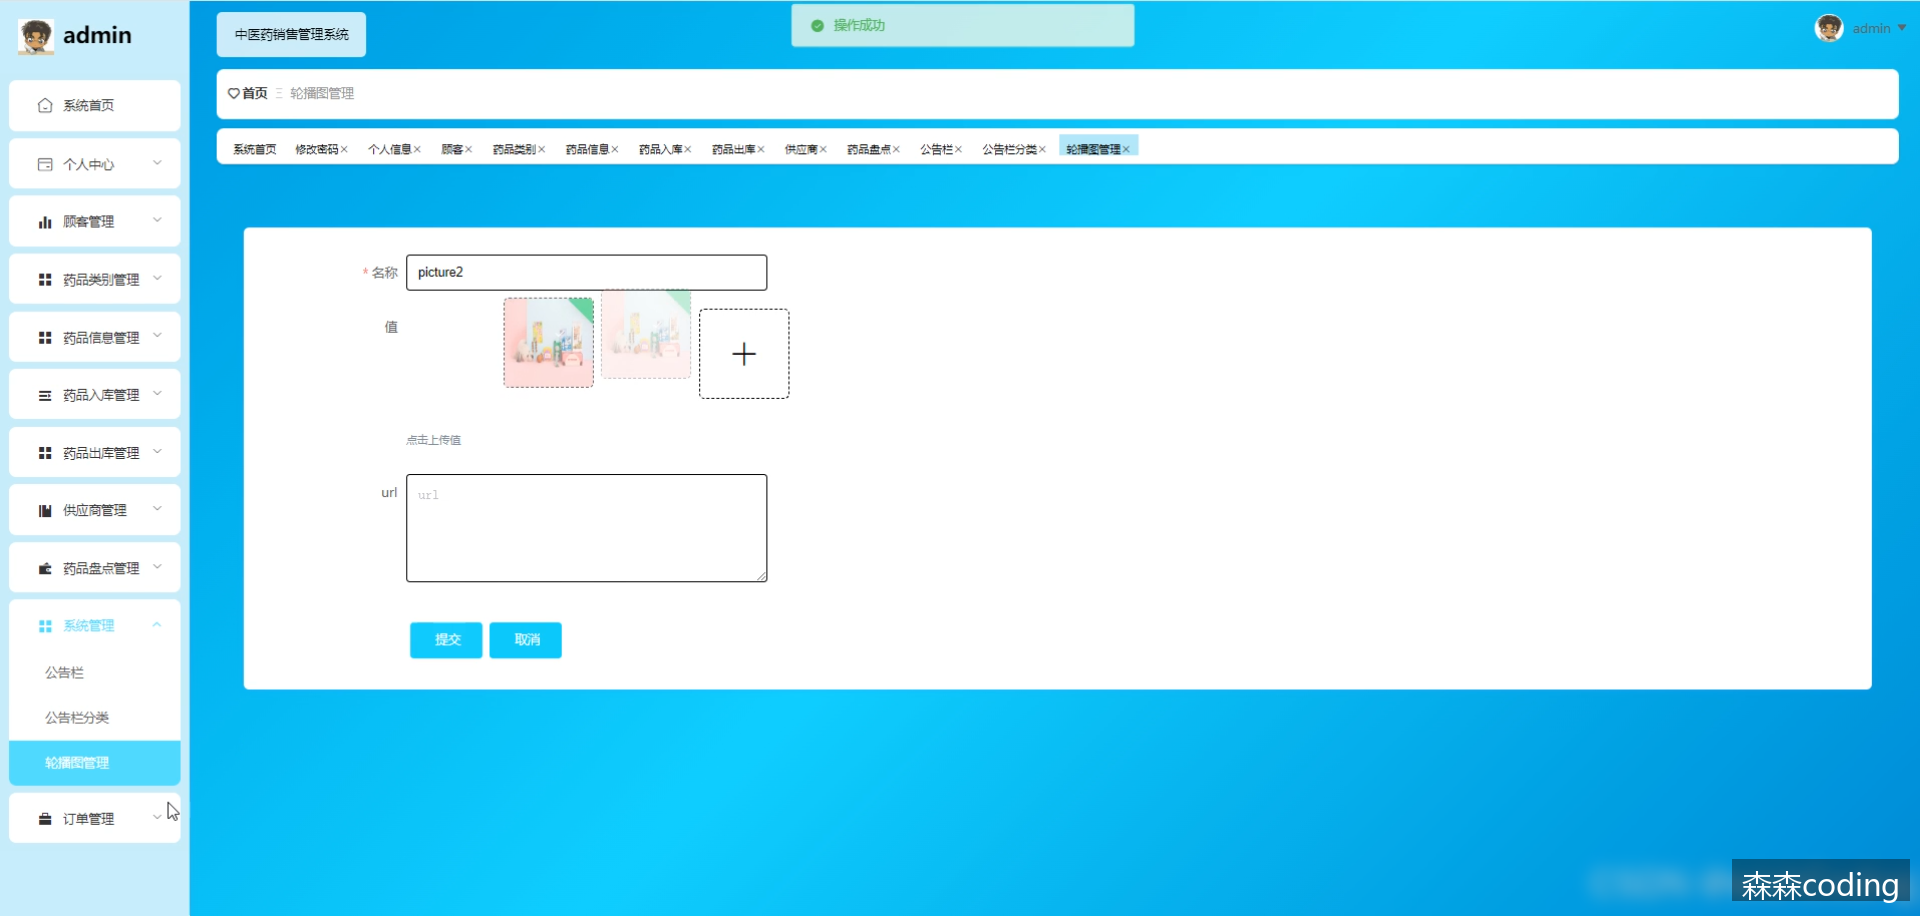 admin
中医药销售管理系统
操作成功
admin
首页 轮播图管理
系统首页 修改密码 个人信息 顾客 药品类别 药品信息 药品入库 药品出库 供应商 药品盘点 公告栏 公告栏分类 轮播图管理
系统首页
个人中心
顾客管理
药品类别管理
药品信息管理
药品入库管理
药品出库管理
供应商管理
药品盘点管理
系统管理
公告栏
公告栏分类
轮播图管理
订单管理
* 名称 picture2
值
点击上传值
url url
提交 取消
森森coding